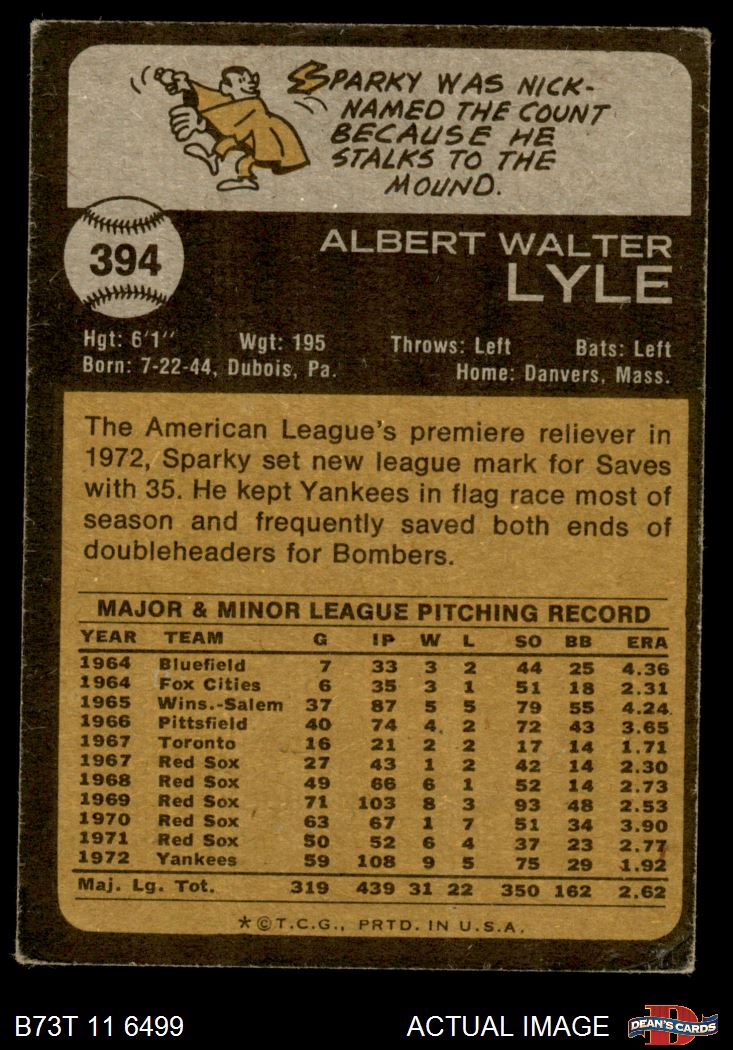 SPARKY WAS NICK-
NAMED THE COUNT
BECAUSE HE
STALKS TO THE
MOUND.
394
ALBERT WALTER
LYLE
Hgt: 6'1" Wgt: 195 Throws: Left Bats: Left
Born: 7-22-44, Dubois, Pa. Home: Danvers, Mass.
The American League's premiere reliever in
1972, Sparky set new league mark for Saves
with 35. He kept Yankees in flag race most of
season and frequently saved both ends of
doubleheaders for Bombers.
MAJOR & MINOR LEAGUE PITCHING RECORD
YEAR TEAM G IP W L SO BB ERA
1964 Bluefield 7 33 3 2 44 25 4.36
1964 Fox Cities 6 35 3 1 51 18 2.31
1965 Wins.-Salem 37 87 5 5 79 55 4.24
1966 Pittsfield 40 74 4 2 72 43 3.65
1967 Toronto 16 21 2 2 17 14 1.71
1967 Red Sox 27 43 1 2 42 14 2.30
1968 Red Sox 49 66 6 1 52 14 2.73
1969 Red Sox 71 103 8 3 93 48 2.53
1970 Red Sox 63 67 1 7 51 34 3.90
1971 Red Sox 50 52 6 4 37 23 2.77
1972 Yankees 59 108 9 5 75 29 1.92
Maj. Lg. Tot. 319 439 31 22 350 162 2.62
*©T.C.G., PRTD. IN U.S.A.
B73T 11 6499 ACTUAL IMAGE D DEAN'S CARDS